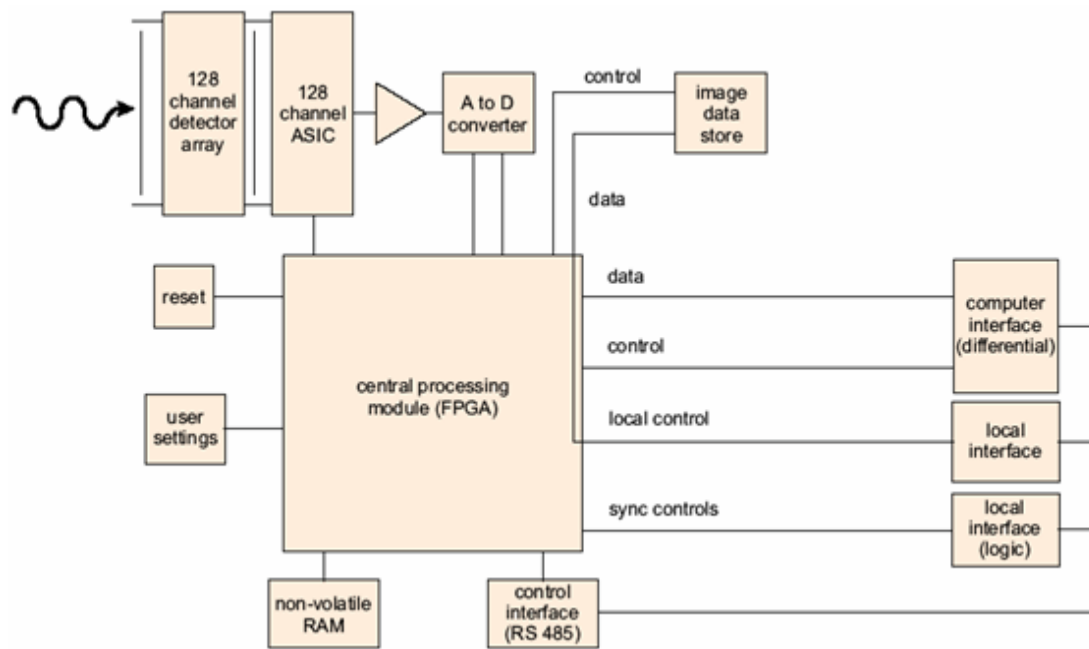 128
channel
detector
array
128
channel
ASIC
A to D
converter
control
image
data
store
data
reset
data
computer
interface
(differential)
control
central processing
module (FPGA)
user
settings
local control
local
interface
sync controls
local
interface
(logic)
non-volatile
RAM
control
interface
(RS 485)